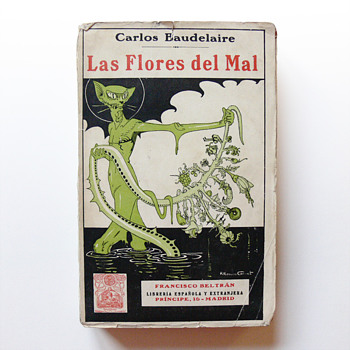 Carlos Baudelaire
Las Flores del Mal
FRANCISCO BELTRÁN
LIBRERÍA ESPAÑOLA Y EXTRANJERA
PRÍNCIPE, 16-MADRID